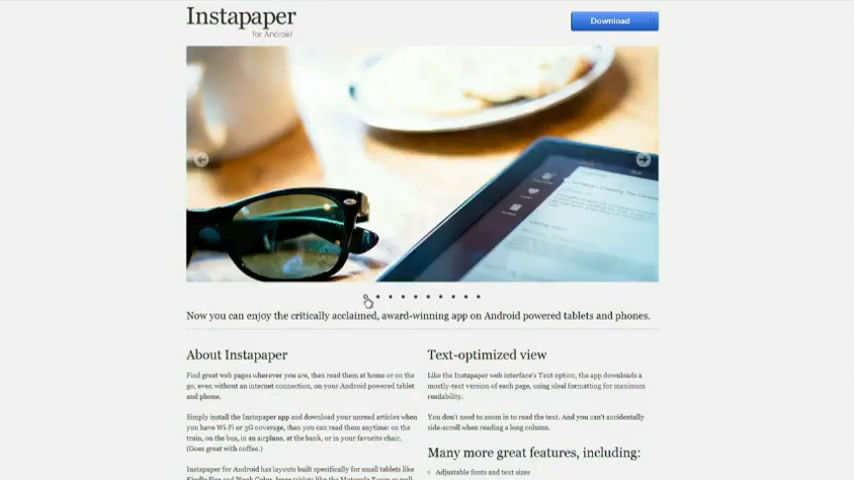 Instapaper
for Android
Download
Now you can enjoy the critically acclaimed, award-winning app on Android powered tablets and phones.
About Instapaper
Find great web pages wherever you are, then read them at home or on the
go, even without an internet connection, on your Android powered tablet
and phone.
Simply install the Instapaper app and download your unread articles when
you have Wi-Fi or 3G coverage, then you can read them anytime: on the
train, on the bus, in an airplane, at the bank, or in your favorite chair.
(Goes great with coffee.)
Instapaper for Android has layouts built specifically for small tablets like
Text-optimized view
Like the Instapaper web interface's Text option, the app downloads a
mostly-text version of each page, using ideal formatting for maximum
readability.
You don't need to zoom in to read the text. And you can't accidentally
side-scroll when reading a long column.
Many more great features, including:
Adjustable fonts and text sizes